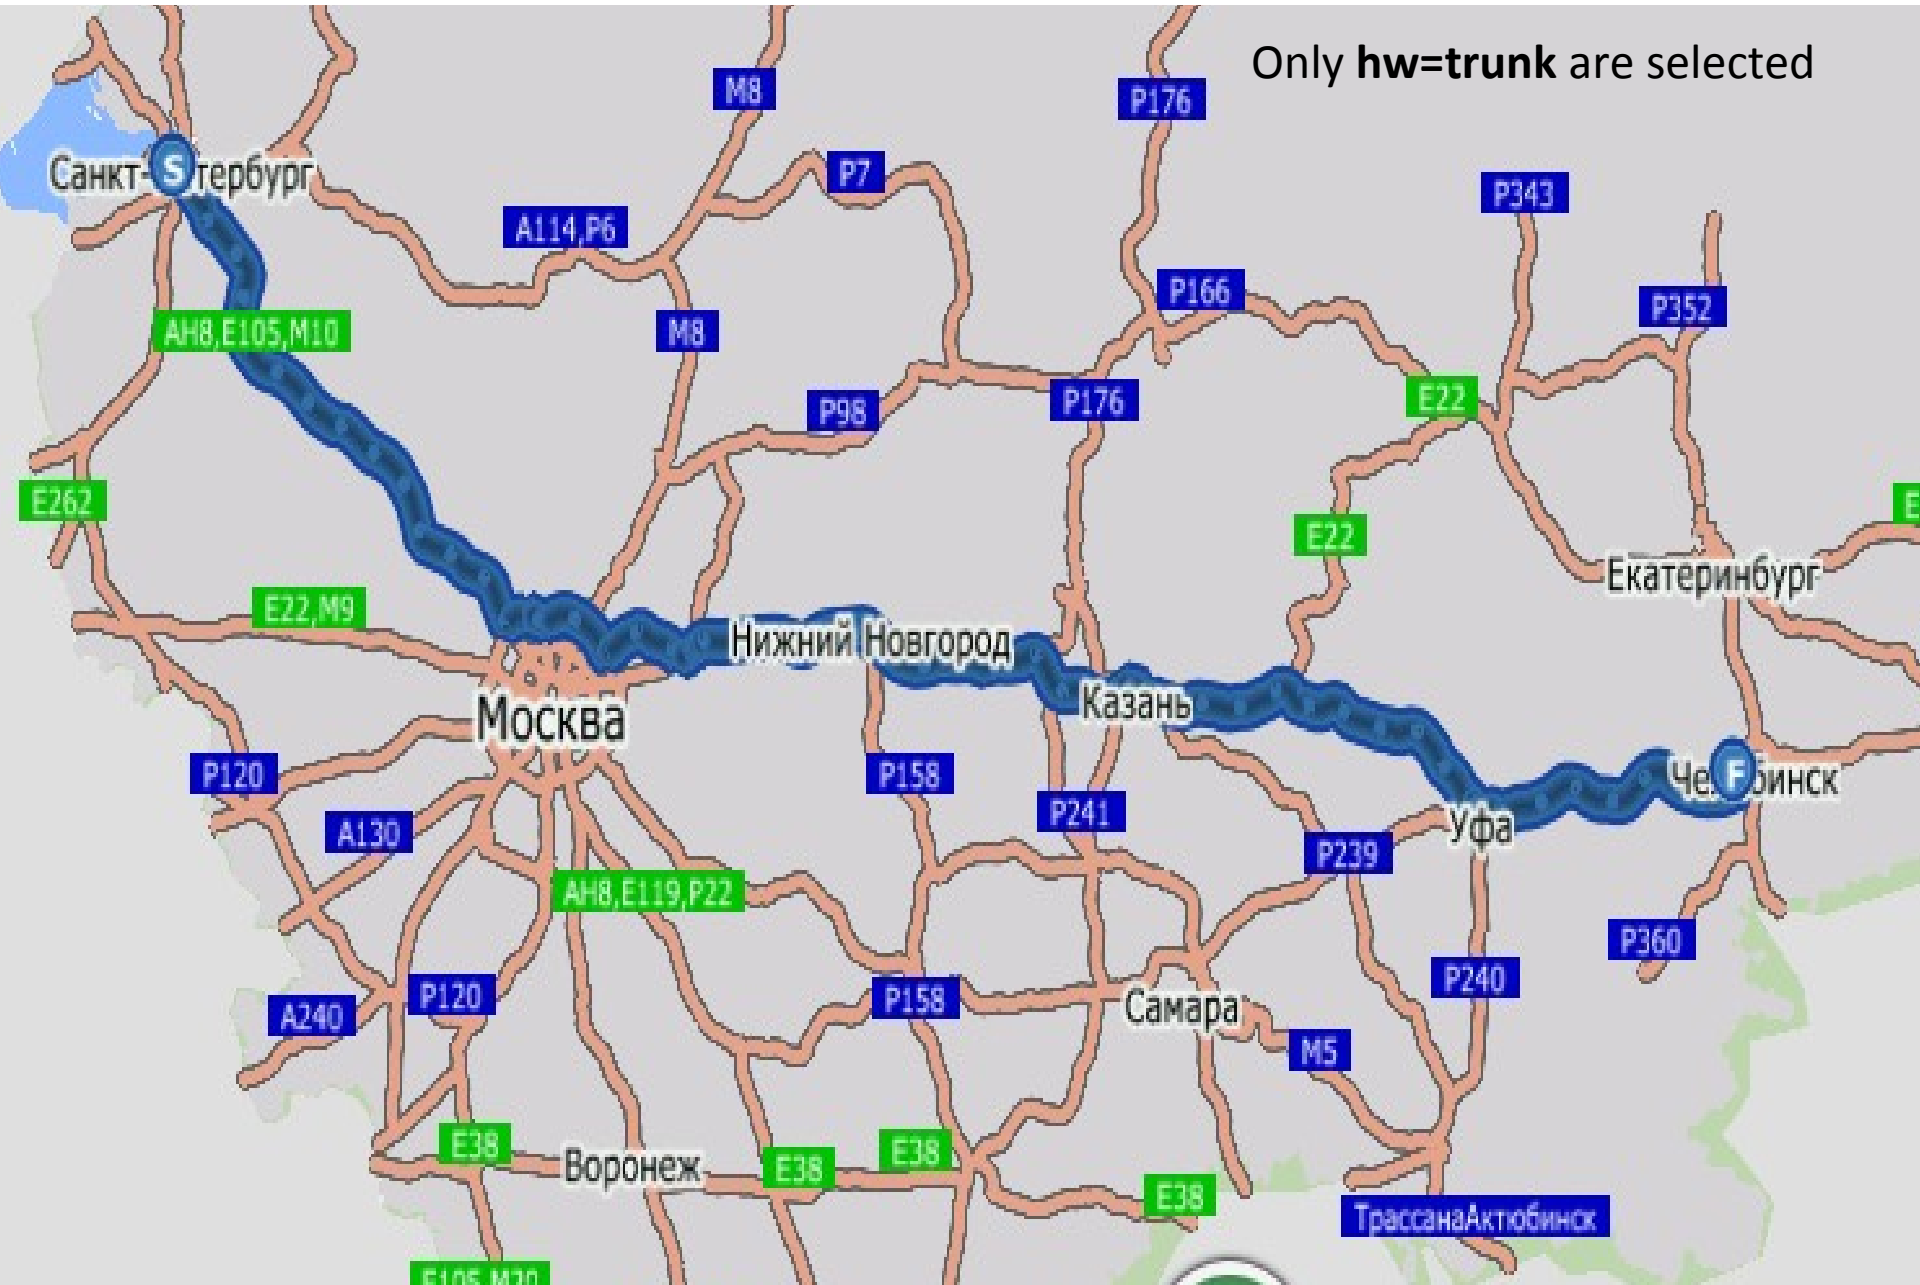 Only hw=trunk are selected
M8
P176
P7
P343
A114,P6
P166
P352
AH8,E105,M10
M8
P98
P176
E22
E262
E22
Екатеринбург
E22,M9
Нижний Новгород
Казань
Москва
P120
P158
Уфа
P241
A130
P239
AH8,E119,P22
P360
P240
P120
P158
A240
Самара
M5
E38
E38
E38
Воронеж
E38
ТрассанаАктюбинск
S
F